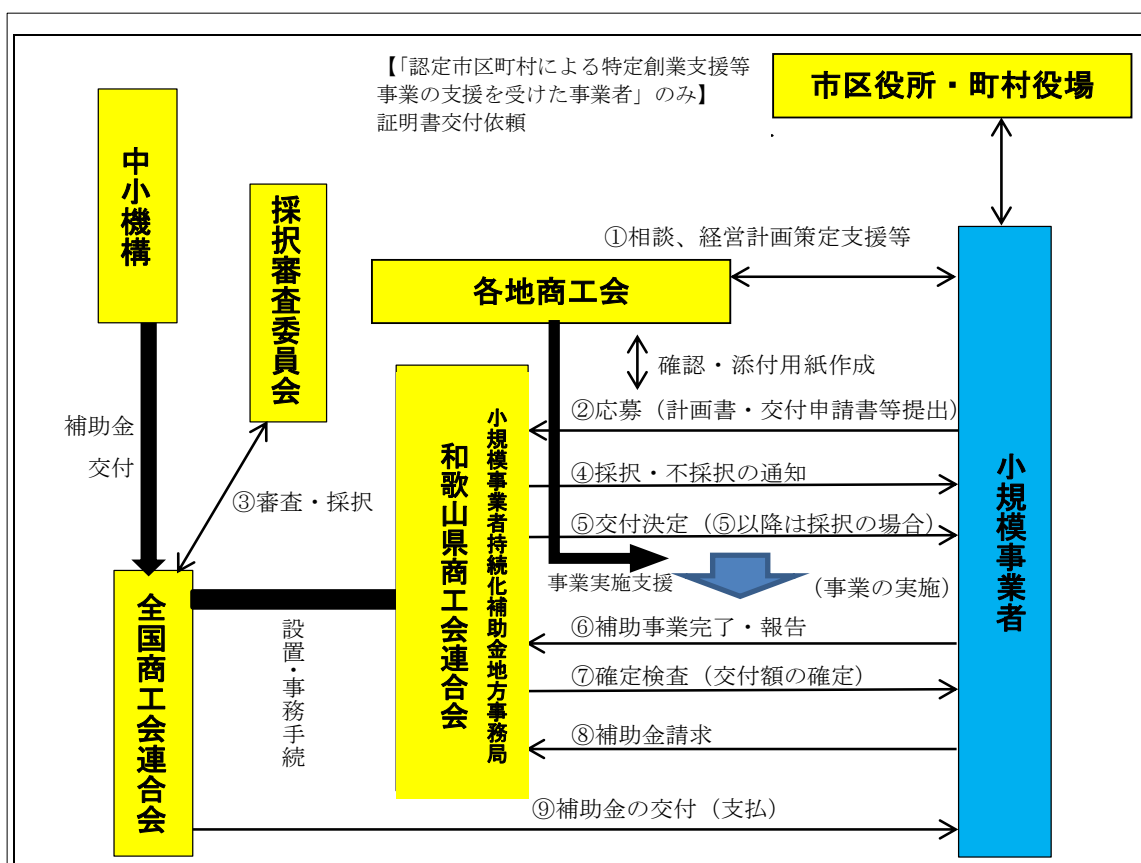 【「認定市区町村による特定創業支援等
事業の支援を受けた事業者」のみ】
証明書交付依頼
市区役所・町村役場
中小機構
採択審査委員会
①相談、経営計画策定支援等
各地商工会
確認・添付用紙作成
補助金
交付
③審査・採択
小規模事業者持続化補助金地方事務局
和歌山県商工会連合会
②応募（計画書・交付申請書等提出）
④採択・不採択の通知
⑤交付決定（⑤以降は採択の場合）
事業実施支援
（事業の実施）
⑥補助事業完了・報告
⑦確定検査（交付額の確定）
⑧補助金請求
⑨補助金の交付（支払）
小規模事業者
全国商工会連合会
設置・事務手続